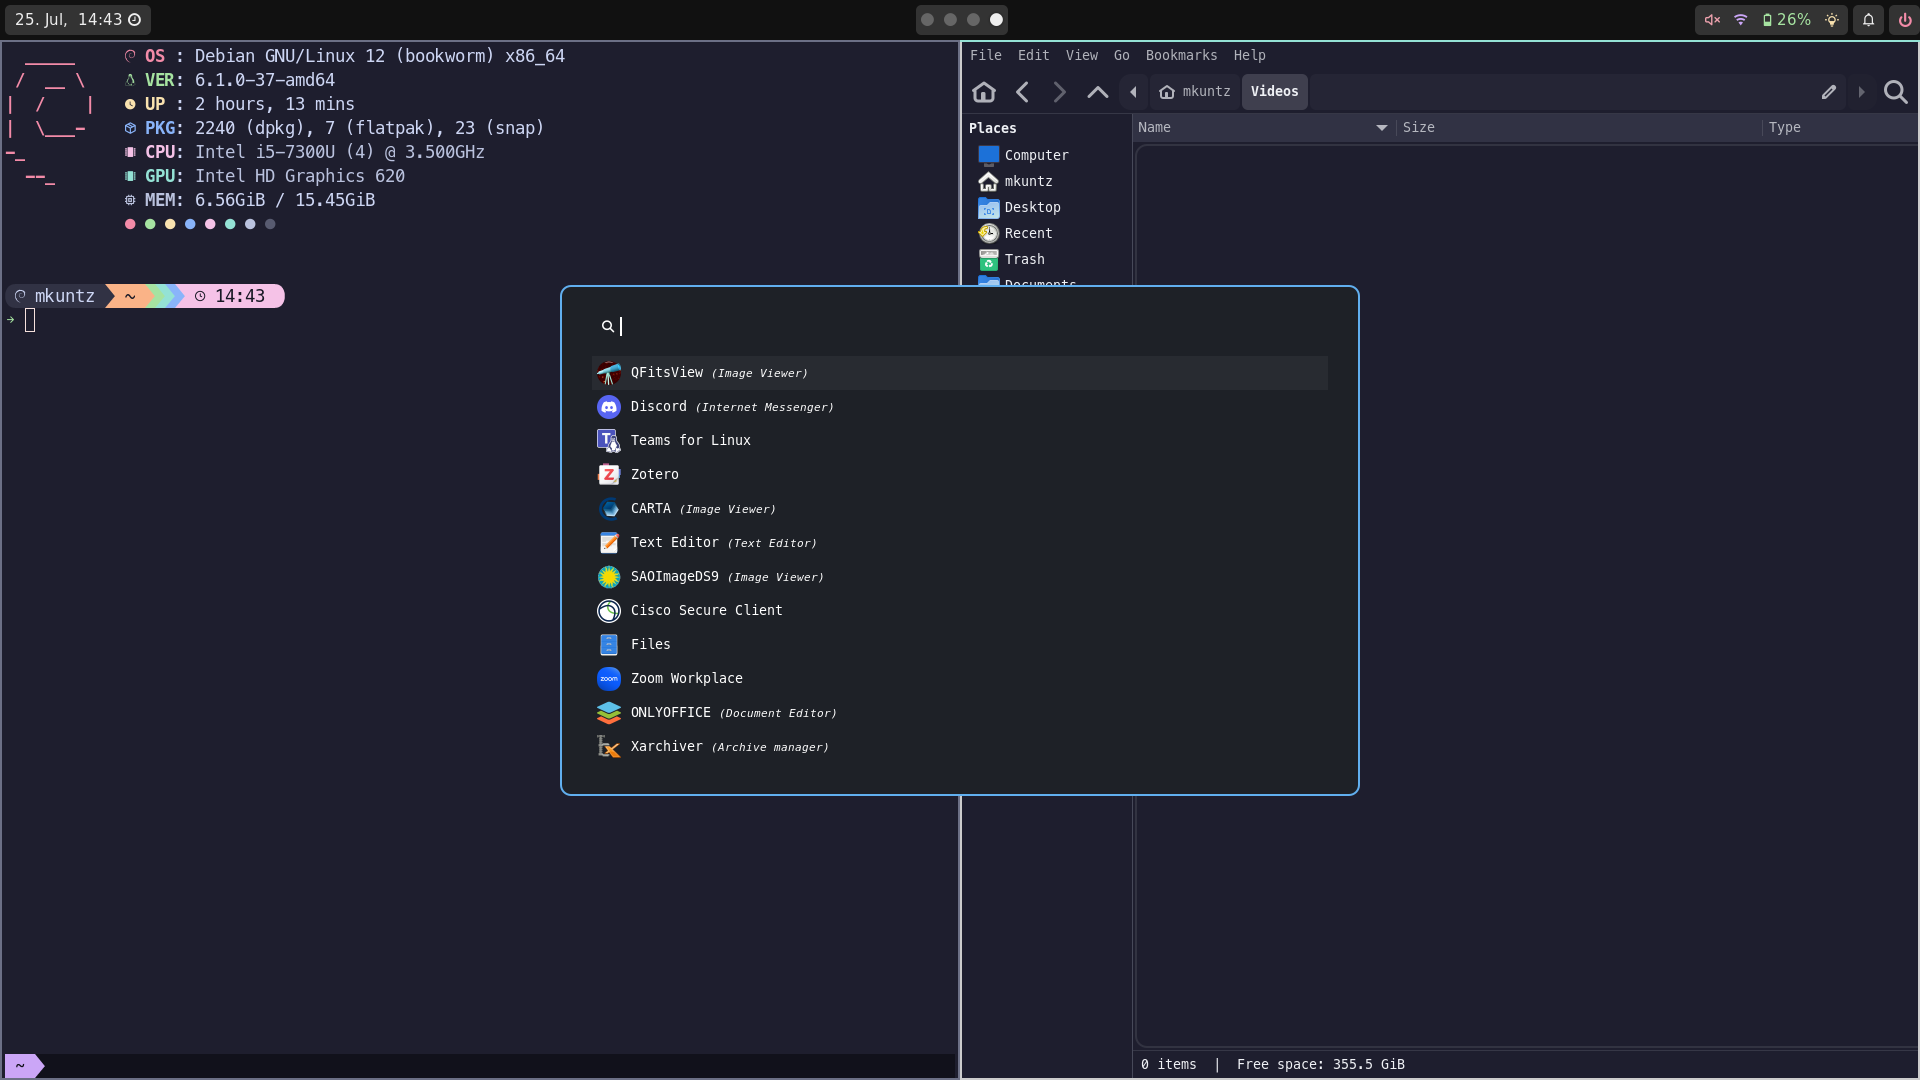 25. Jul, 14:43
26%
OS : Debian GNU/Linux 12 (bookworm) x86_64
VER: 6.1.0-37-amd64
UP : 2 hours, 13 mins
PKG: 2240 (dpkg), 7 (flatpak), 23 (snap)
CPU: Intel i5-7300U (4) @ 3.500GHz
GPU: Intel HD Graphics 620
MEM: 6.56GiB / 15.45GiB
mkuntz ~ 14:43
~
File Edit View Go Bookmarks Help
mkuntz Videos
Places
Name Size Type
Computer
mkuntz
Desktop
Recent
Trash
Documents
QFitsView (Image Viewer)
Discord (Internet Messenger)
Teams for Linux
Zotero
CARTA (Image Viewer)
Text Editor (Text Editor)
SAOImageDS9 (Image Viewer)
Cisco Secure Client
Files
zoom Zoom Workplace
ONLYOFFICE (Document Editor)
Xarchiver (Archive manager)
0 items | Free space: 355.5 GiB